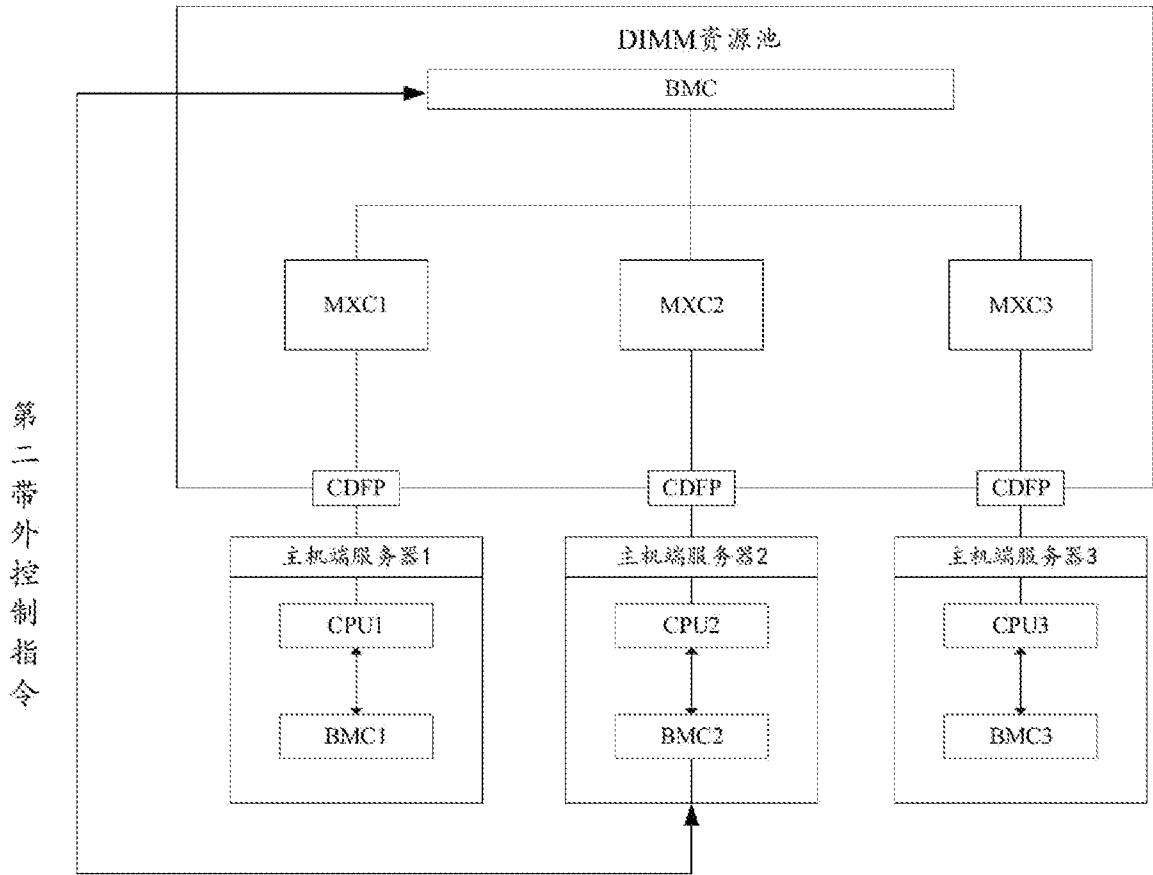 DIMM资源池
BMC
MXC1
MXC2
MXC3
第二带外控制指令
CDFP
CDFP
CDFP
主机端服务器1
主机端服务器2
主机端服务器3
CPU1
CPU2
CPU3
BMC1
BMC2
BMC3